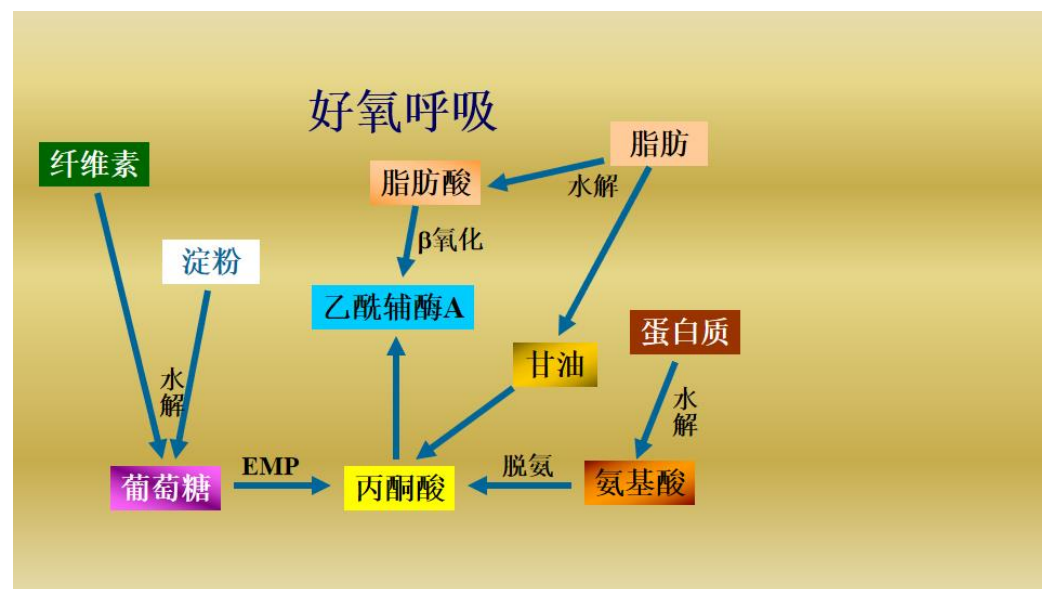 好氧呼吸
脂肪
纤维素
脂肪酸
水解
β氧化
淀粉
乙酰辅酶A
蛋白质
甘油
水解
水解
EMP
脱氨
葡萄糖
丙酮酸
氨基酸